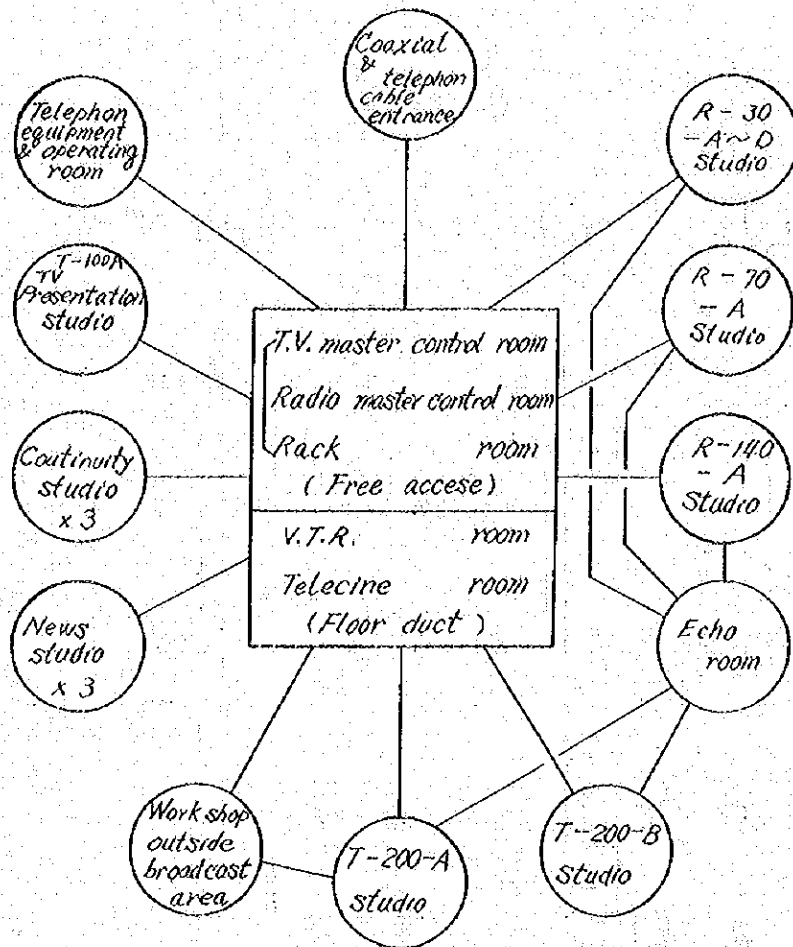 Coaxial
& telephon
cable
entrance
Telephon
equipment
& operating
room
R-30
-A~D
Studio
T-100A
TV
Presentation
studio
R-70
-A
Studio
T.V. master control room
Radio master control room
Rack room
(Free accese)
Coutinuity
studio
x 3
R-140
-A
Studio
V.T.R. room
Telecine room
(Floor duct)
News
studio
x 3
Echo
room
Work shop
outside
broadcast
area
T-200-A
studio
T-200-B
Studio